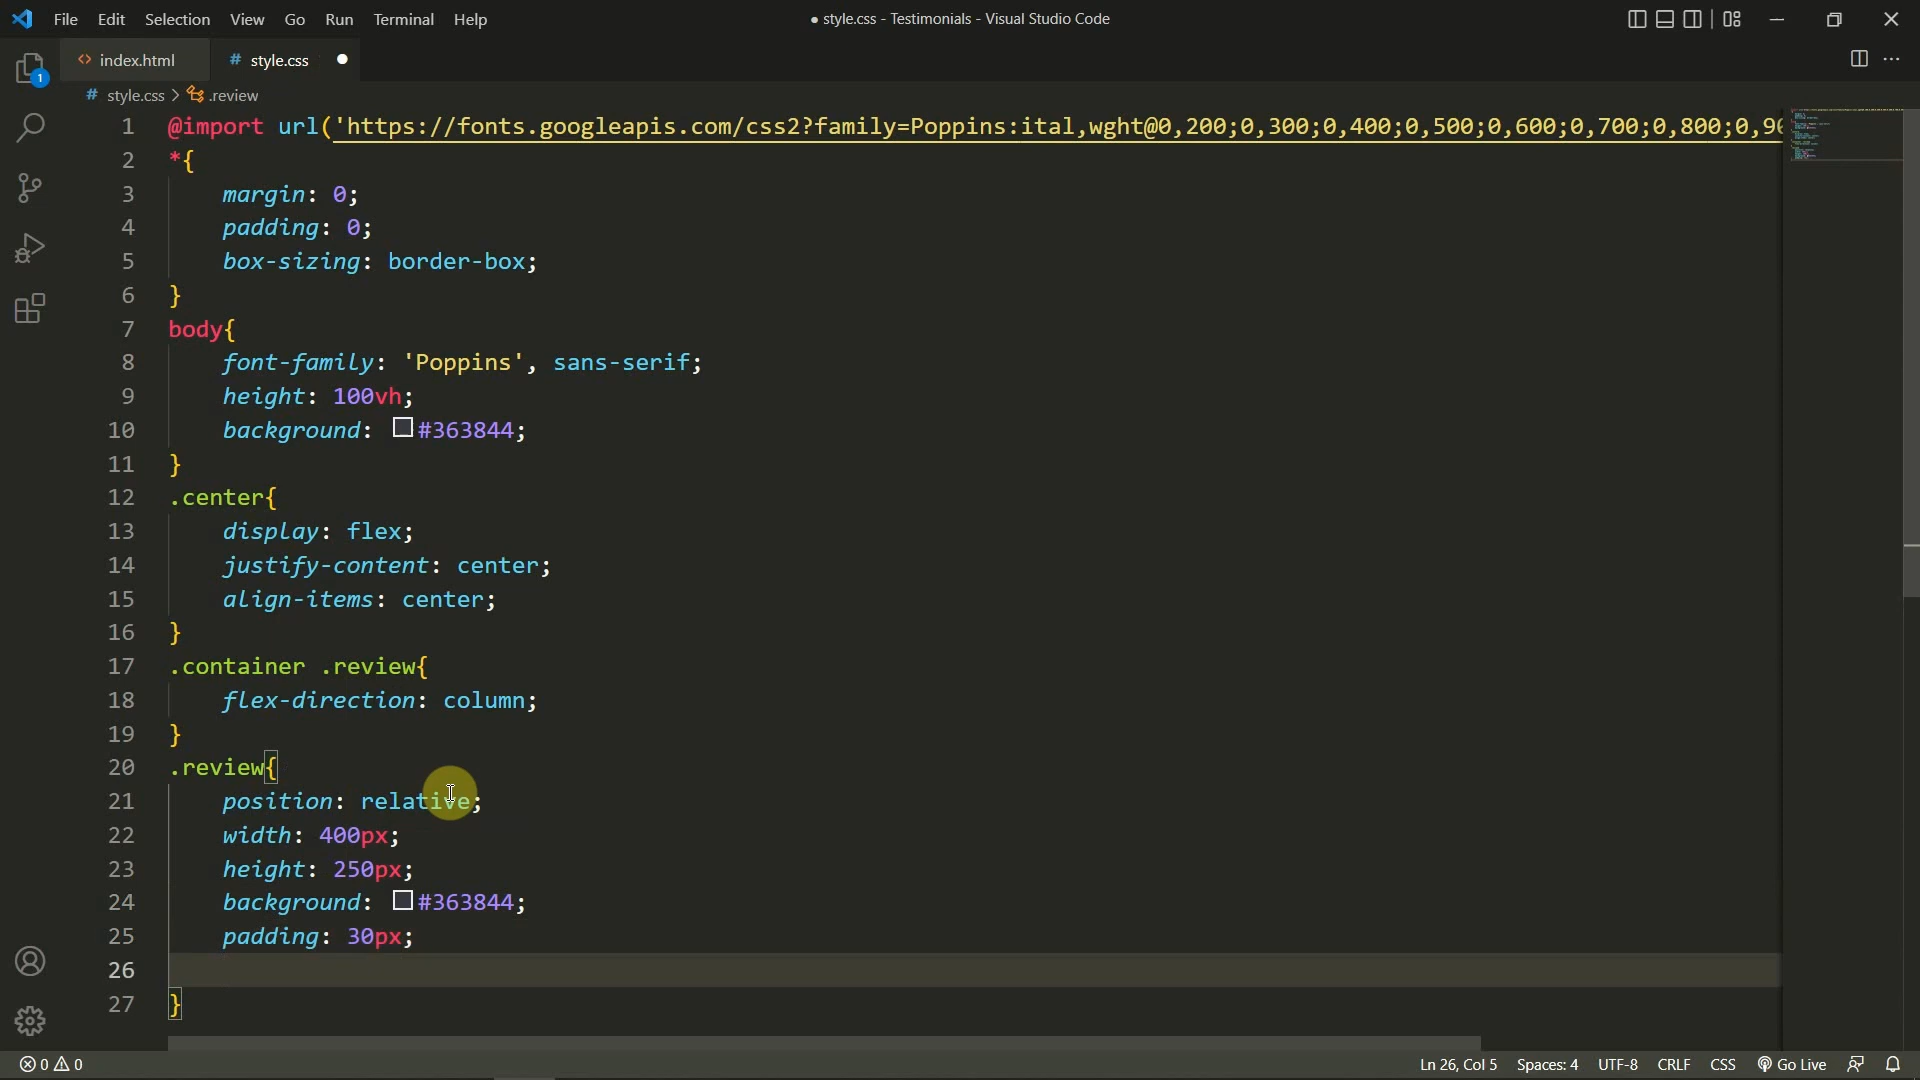 File Edit Selection View Go Run Terminal Help
● style.css - Testimonials - Visual Studio Code
<> index.html
# style.css ●
1
# style.css > .review
1 @import url('https://fonts.googleapis.com/css2?family=Poppins:ital,wght@0,200;0,300;0,400;0,500;0,600;0,700;0,800;0,90
2 *{
3 margin: 0;
4 padding: 0;
5 box-sizing: border-box;
6 }
7 body{
8 font-family: 'Poppins', sans-serif;
9 height: 100vh;
10 background: #363844;
11 }
12 .center{
13 display: flex;
14 justify-content: center;
15 align-items: center;
16 }
17 .container .review{
18 flex-direction: column;
19 }
20 .review{
21 position: relative;
22 width: 400px;
23 height: 250px;
24 background: #363844;
25 padding: 30px;
26
27 }
0 0 Ln 26, Col 5 Spaces: 4 UTF-8 CRLF CSS Go Live